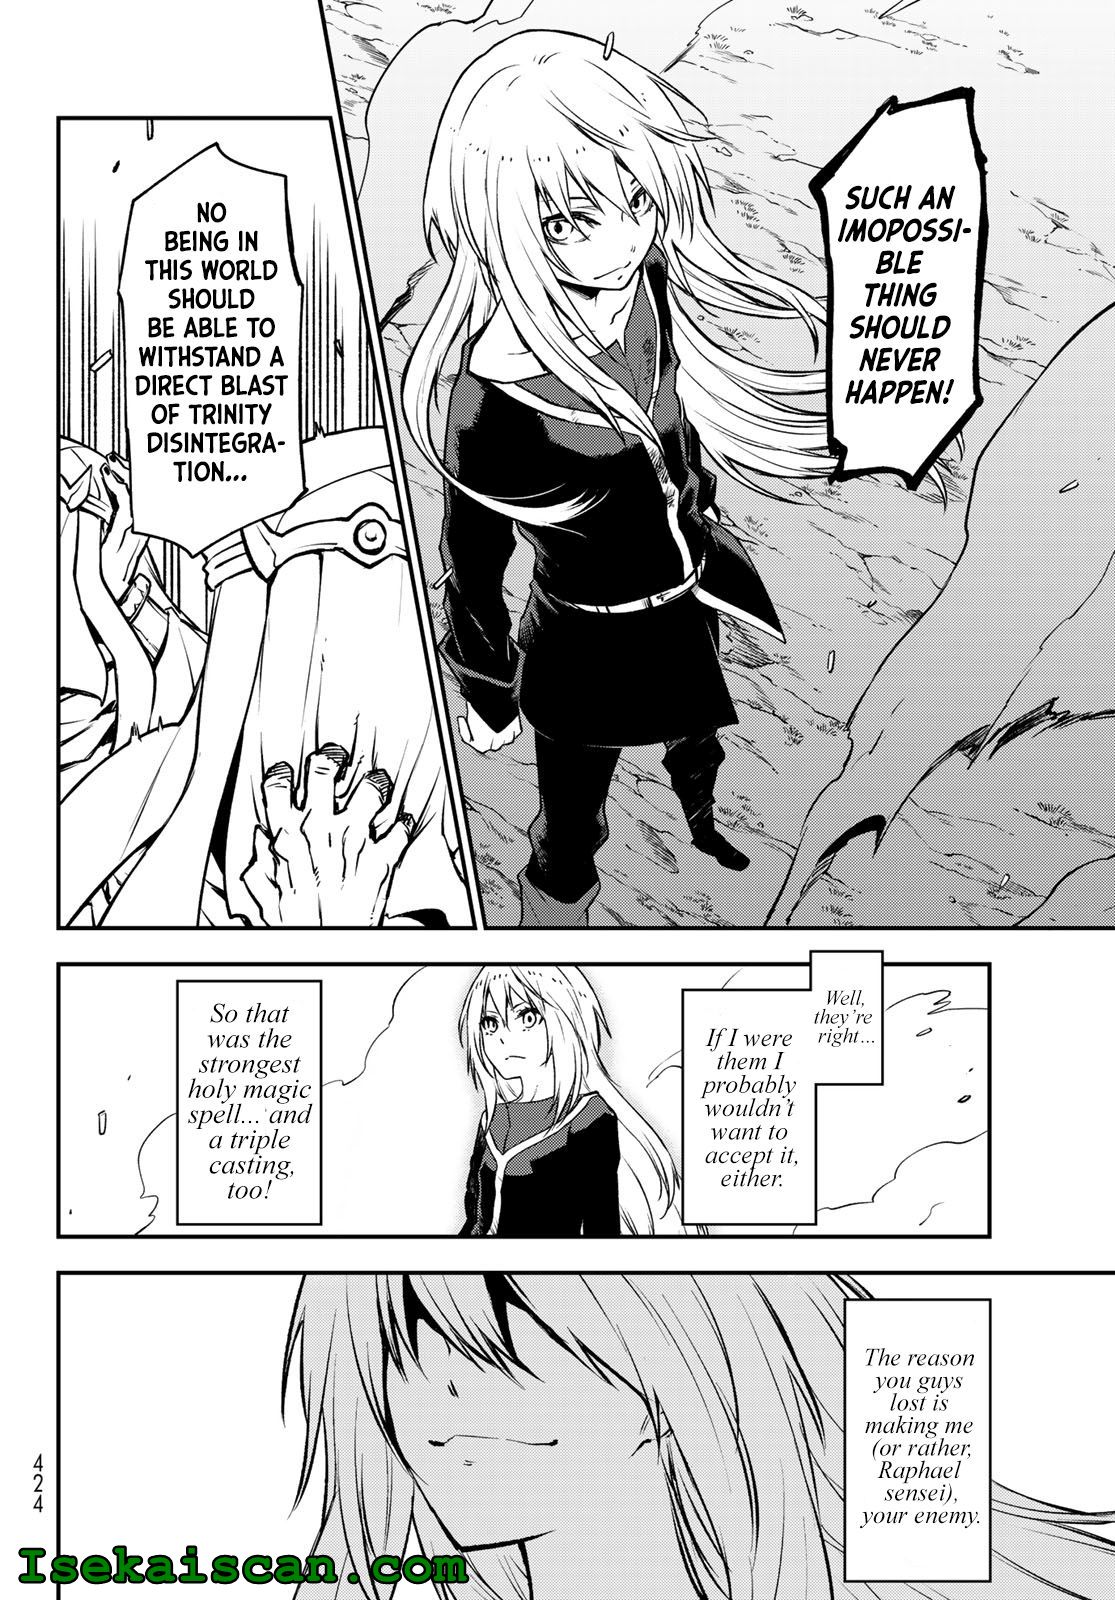 SUCH AN
IMOPOSSI-
BLE
THING
SHOULD
NEVER
HAPPEN!
NO
BEING IN
THIS WORLD
SHOULD
BE ABLE TO
WITHSTAND A
DIRECT BLAST
OF TRINITY
DISINTEGRA-
TION...
Well,
they're
right...
If I were
them I
probably
wouldn't
want to
accept it,
either.
So that
was the
strongest
holy magic
spell... and
a triple
casting,
too!
The reason
you guys
lost is
making me
(or rather,
Raphael
sensei),
your enemy.
424
Isekaiscan.com